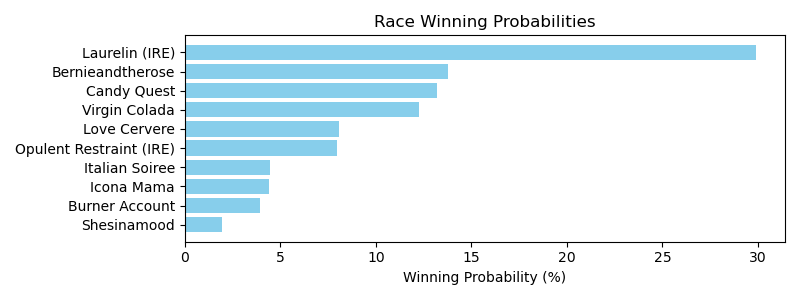 Race Winning Probabilities
Laurelin (IRE)
Bernieandtherose
Candy Quest
Virgin Colada
Love Cervere
Opulent Restraint (IRE)
Italian Soiree
Icona Mama
Burner Account
Shesinamood
0 5 10 15 20 25 30
Winning Probability (%)